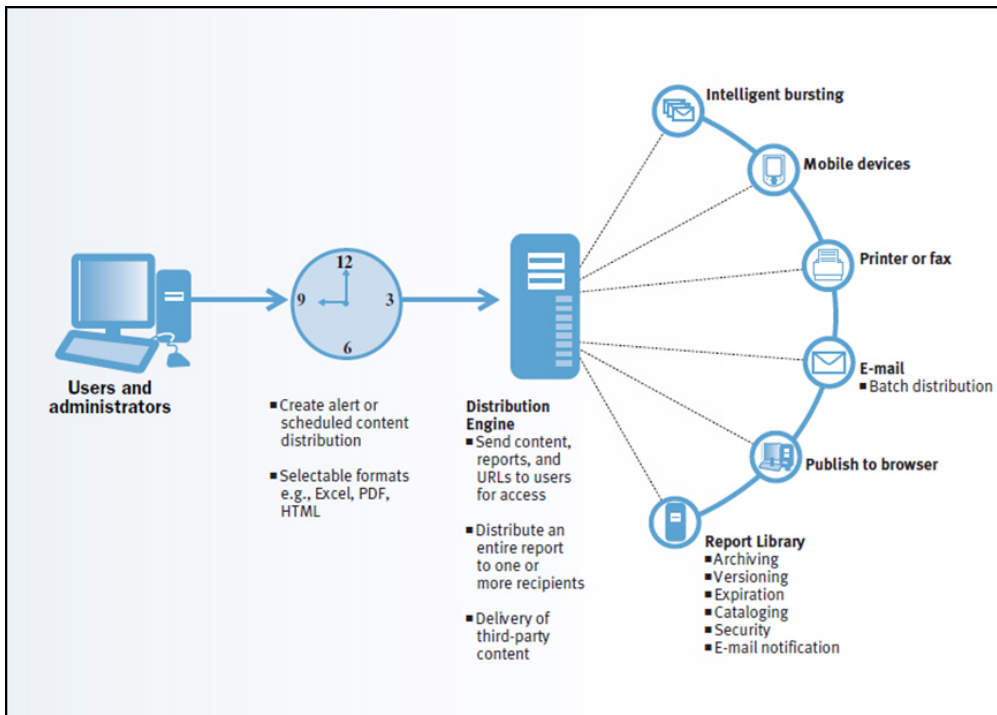 Intelligent bursting
Mobile devices
Printer or fax
E-mail
■ Batch distribution
Publish to browser
Report Library
■ Archiving
■ Versioning
■ Expiration
■ Cataloging
■ Security
■ E-mail notification
12
9
3
6
Users and
administrators
■ Create alert or
scheduled content
distribution
■ Selectable formats
e.g., Excel, PDF,
HTML
Distribution
Engine
■ Send content,
reports, and
URLs to users
for access
■ Distribute an
entire report
to one or
more recipients
■ Delivery of
third-party
content